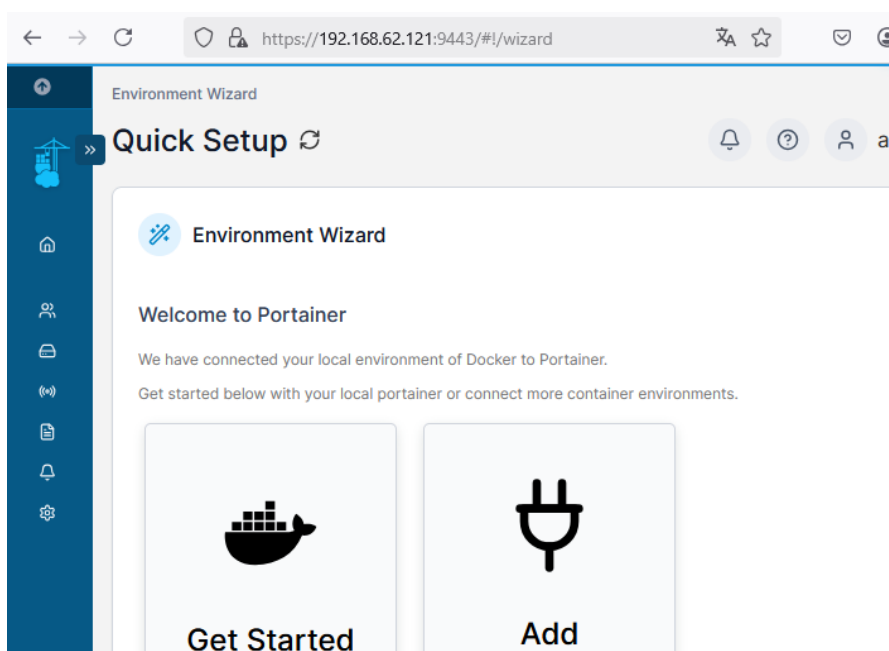 https://192.168.62.121:9443/#!/wizard
Environment Wizard
Quick Setup
a
Environment Wizard
Welcome to Portainer
We have connected your local environment of Docker to Portainer.
Get started below with your local portainer or connect more container environments.
Get Started
Add